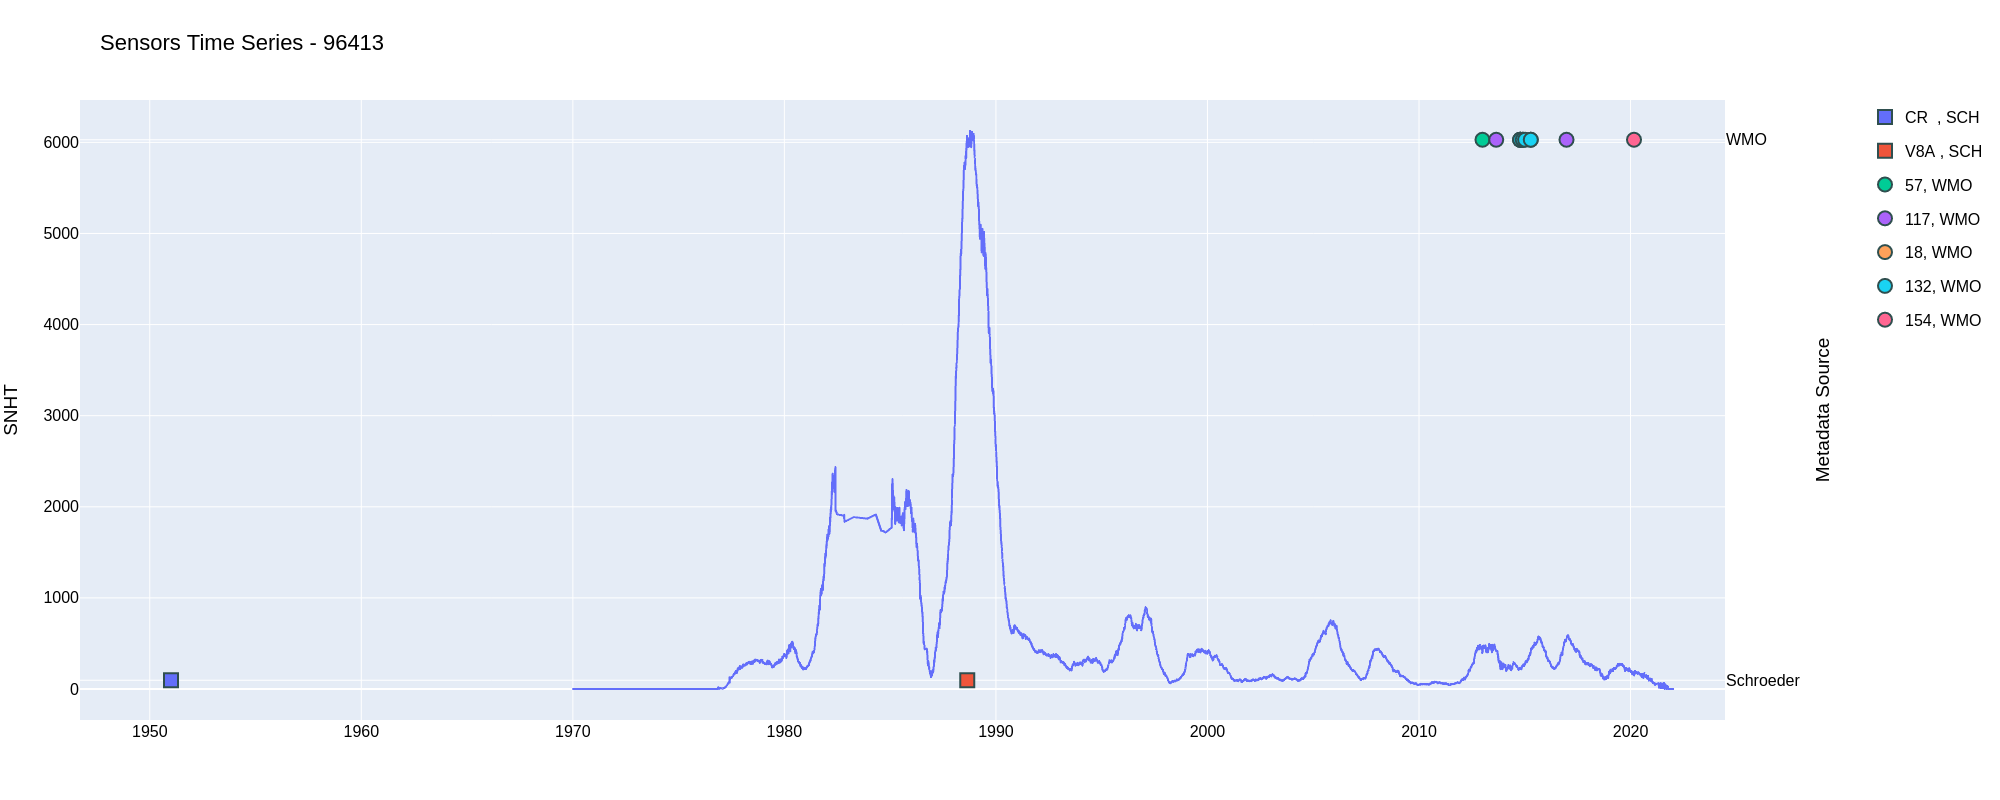 Sensors Time Series - 96413
SNHT
6000
5000
4000
3000
2000
1000
0
1950
1960
1970
1980
1990
2000
2010
2020
WMO
Schroeder
Metadata Source
CR  , SCH
V8A , SCH
57, WMO
117, WMO
18, WMO
132, WMO
154, WMO